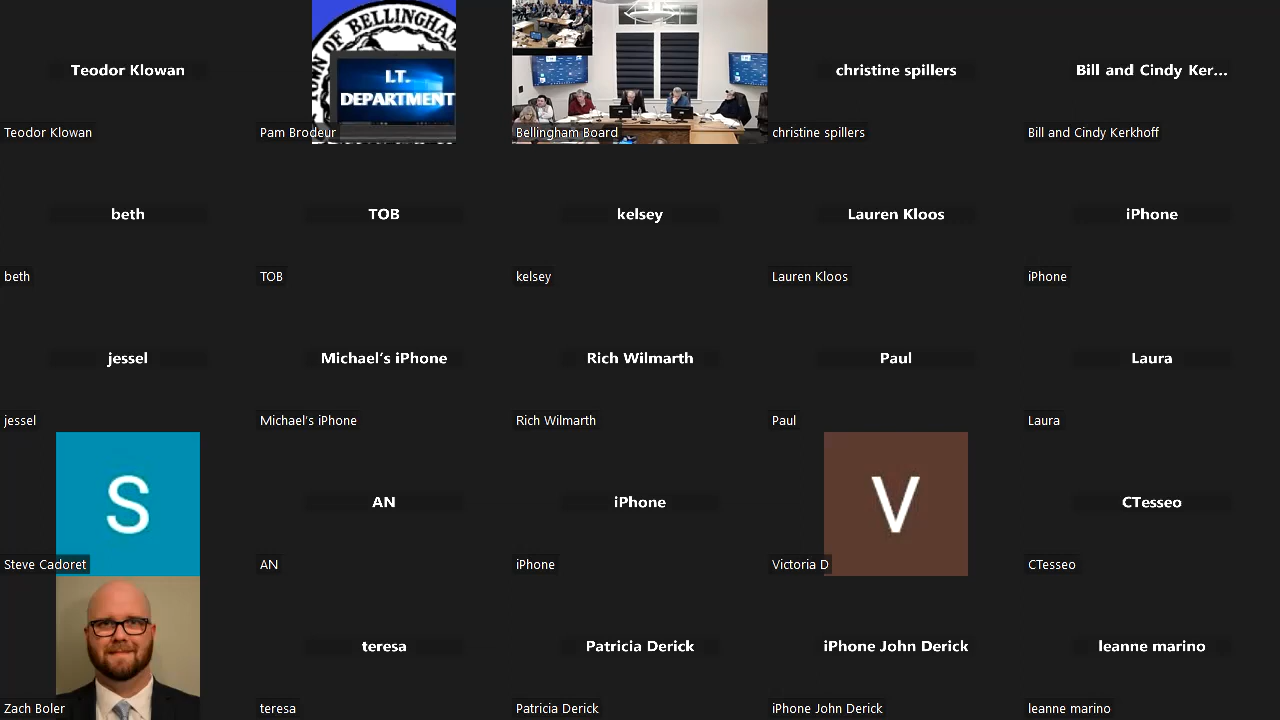 Teodor Klowan
Teodor Klowan
OF BELLINGHA
I.T.
DEPARTMENT
Pam Brodeur
Bellingham Board
christine spillers
christine spillers
Bill and Cindy Ker...
Bill and Cindy Kerkhoff
beth
beth
TOB
TOB
kelsey
kelsey
Lauren Kloos
Lauren Kloos
iPhone
iPhone
jessel
jessel
Michael's iPhone
Michael's iPhone
Rich Wilmarth
Rich Wilmarth
Paul
Paul
Laura
Laura
S
Steve Cadoret
AN
AN
iPhone
iPhone
V
Victoria D
CTesseo
CTesseo
Zach Boler
teresa
teresa
Patricia Derick
Patricia Derick
iPhone John Derick
iPhone John Derick
leanne marino
leanne marino